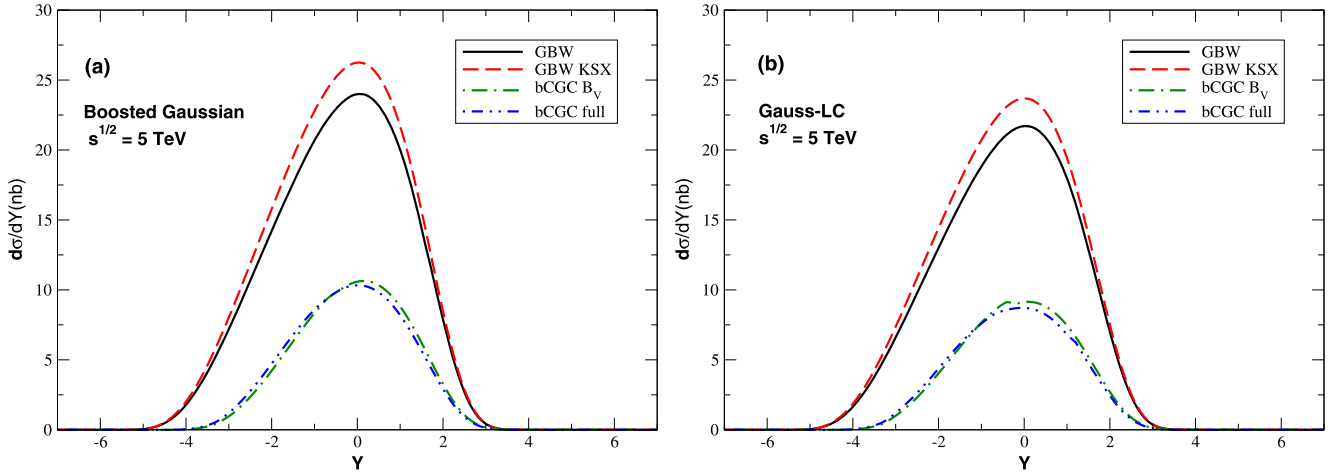 30
25
20
15
10
5
0
dσ/dY(nb)
(a)
Boosted Gaussian
s^{1/2} = 5 TeV
GBW
GBW KSX
bCGC B_V
bCGC full
-6 -4 -2 0 2 4 6
Y
30
25
20
15
10
5
0
dσ/dY(nb)
(b)
Gauss-LC
s^{1/2} = 5 TeV
GBW
GBW KSX
bCGC B_V
bCGC full
-6 -4 -2 0 2 4 6
Y